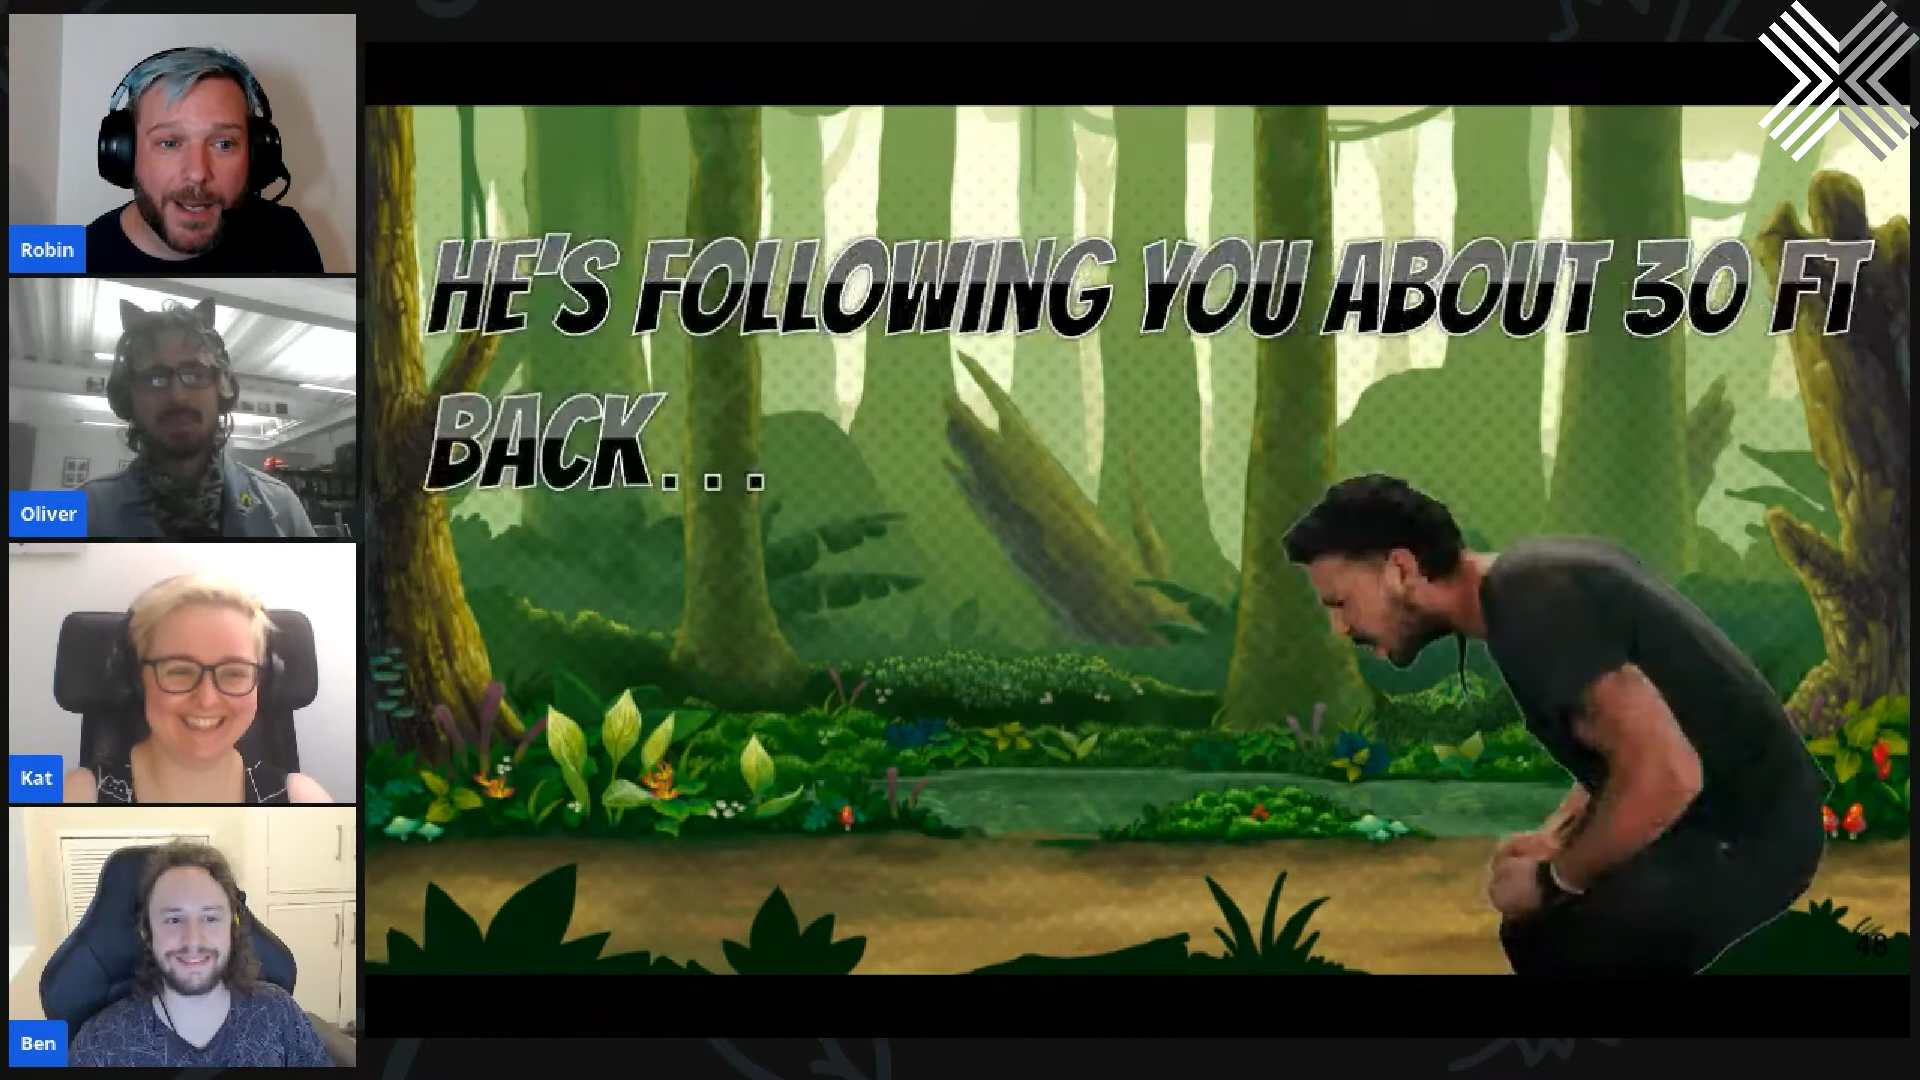 Robin
Oliver
Kat
Ben
HE'S FOLLOWING YOU ABOUT 30 FT
BACK...
48